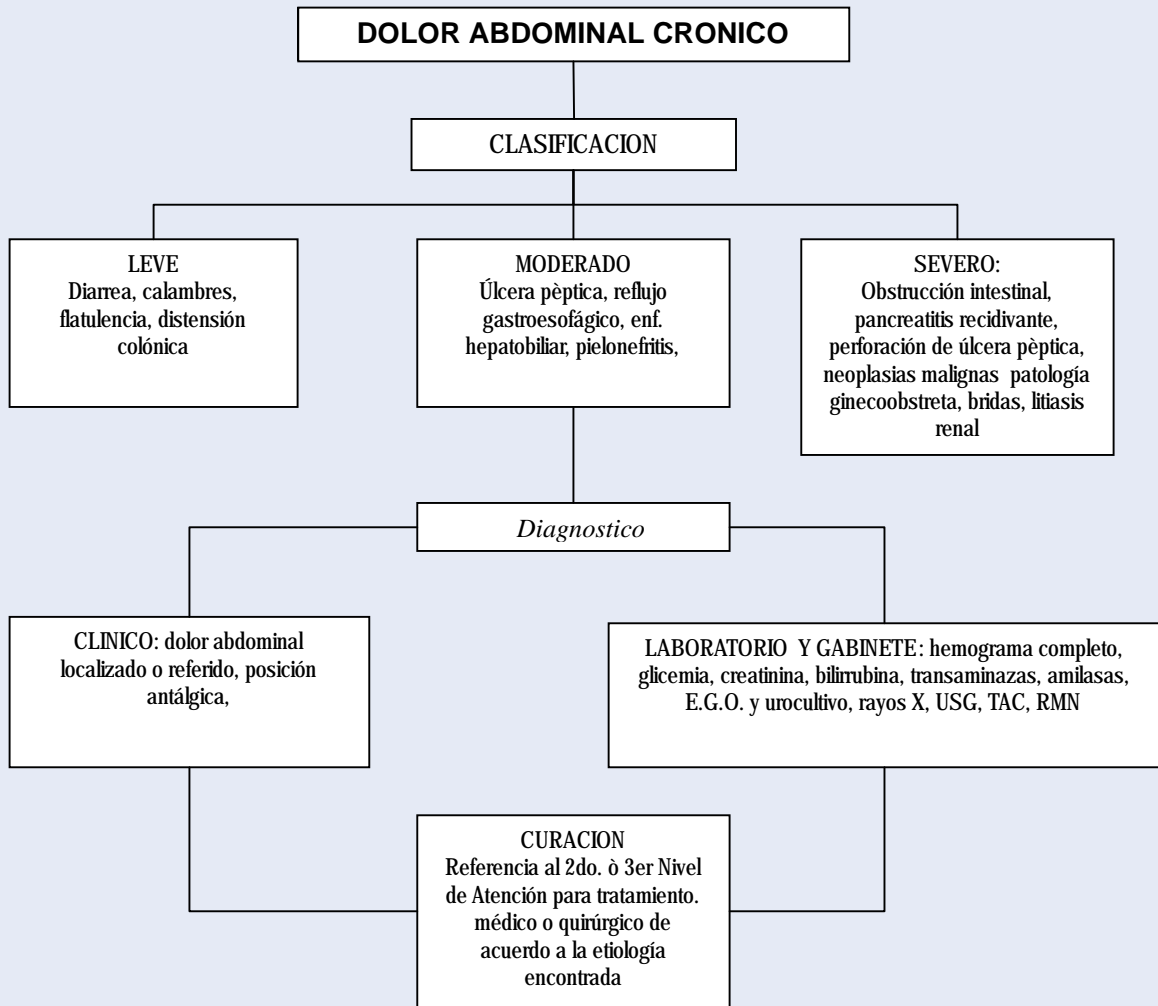 DOLOR ABDOMINAL CRONICO
CLASIFICACION
LEVE
Diarrea, calambres,
flatulencia, distensión
colónica
MODERADO
Úlcera pèptica, reflujo
gastroesofágico, enf.
hepatobiliar, pielonefritis,
SEVERO:
Obstrucción intestinal,
pancreatitis recidivante,
perforación de úlcera pèptica,
neoplasias malignas patología
ginecoobstreta, bridas, litiasis
renal
Diagnostico
CLINICO: dolor abdominal
localizado o referido, posición
antálgica,
LABORATORIO Y GABINETE: hemograma completo,
glicemia, creatinina, bilirrubina, transaminazas, amilasas,
E.G.O. y urocultivo, rayos X, USG, TAC, RMN
CURACION
Referencia al 2do. ò 3er Nivel
de Atención para tratamiento.
médico o quirúrgico de
acuerdo a la etiología
encontrada